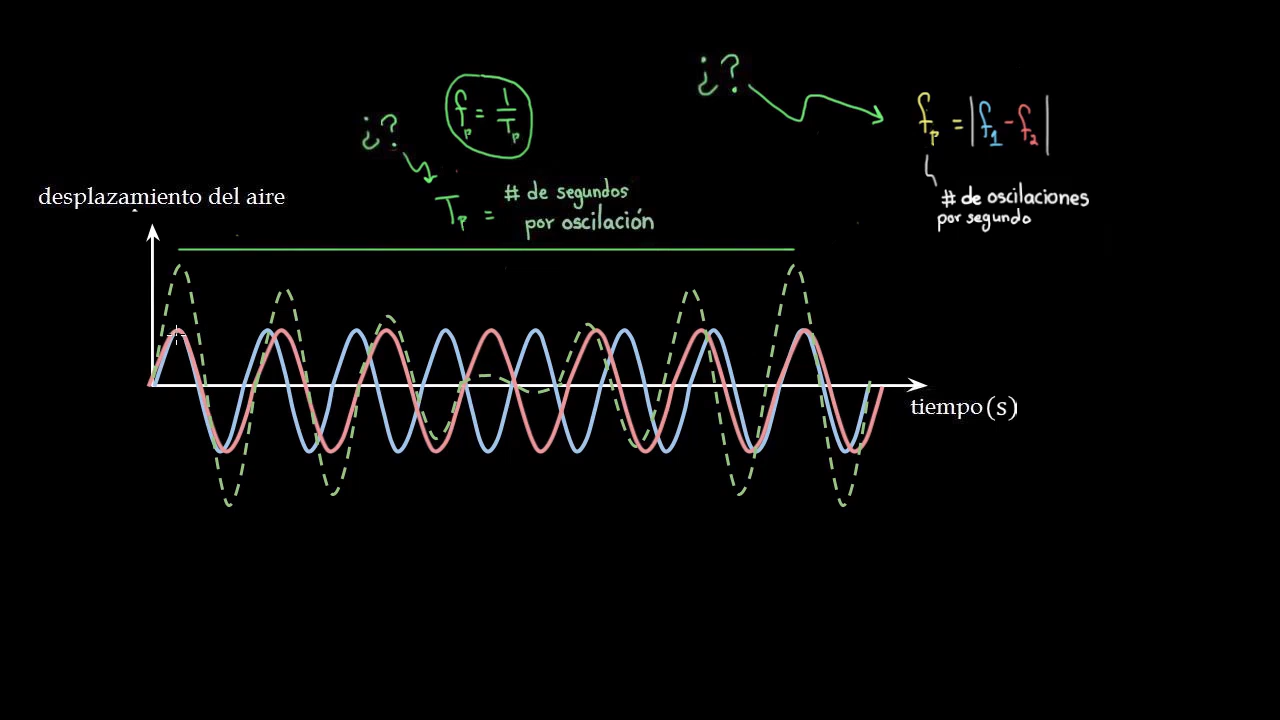 ¿?
f_p = 1/T_p
¿?
f_p = |f_1 - f_2|
T_p = # de segundos
por oscilación
# de oscilaciones
por segundo
desplazamiento del aire
tiempo(s)